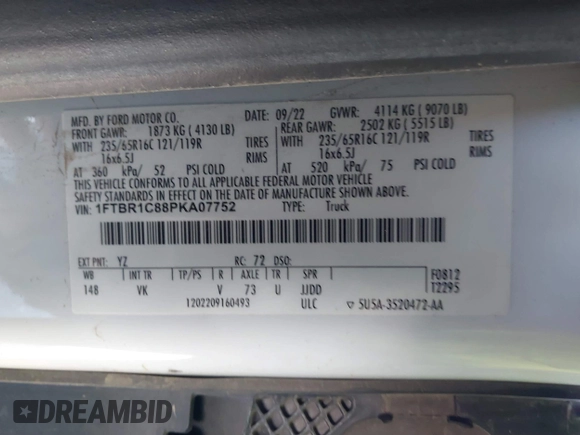 MFD. BY FORD MOTOR CO. DATE: 09/22 GVWR: 4114 KG ( 9070 LB)
FRONT GAWR: 1873 KG ( 4130 LB) REAR GAWR: 2502 KG ( 5515 LB)
WITH 235/65R16C 121/119R TIRES WITH 235/65R16C 121/119R TIRES
16x6.5J RIMS 16x6.5J RIMS
AT 360 kPa/ 52 PSI COLD AT 520 kPa/ 75 PSI COLD
THIS VEHICLE CONFORMS TO ALL APPLICABLE FEDERAL MOTOR VEHICLE
SAFETY STANDARDS IN EFFECT ON THE DATE OF MANUFACTURE SHOWN ABOVE.
VIN: 1FTBR1C88PKA07752 TYPE: Truck
EXT PNT: YZ RC: 72 DSO:
WB INT TR TP/PS R AXLE TR SPR F0812
148 VK V 73 U JJDD T2295
1202209160493 ULC ▽ 5U5A-3520472-AA
DREAMBID